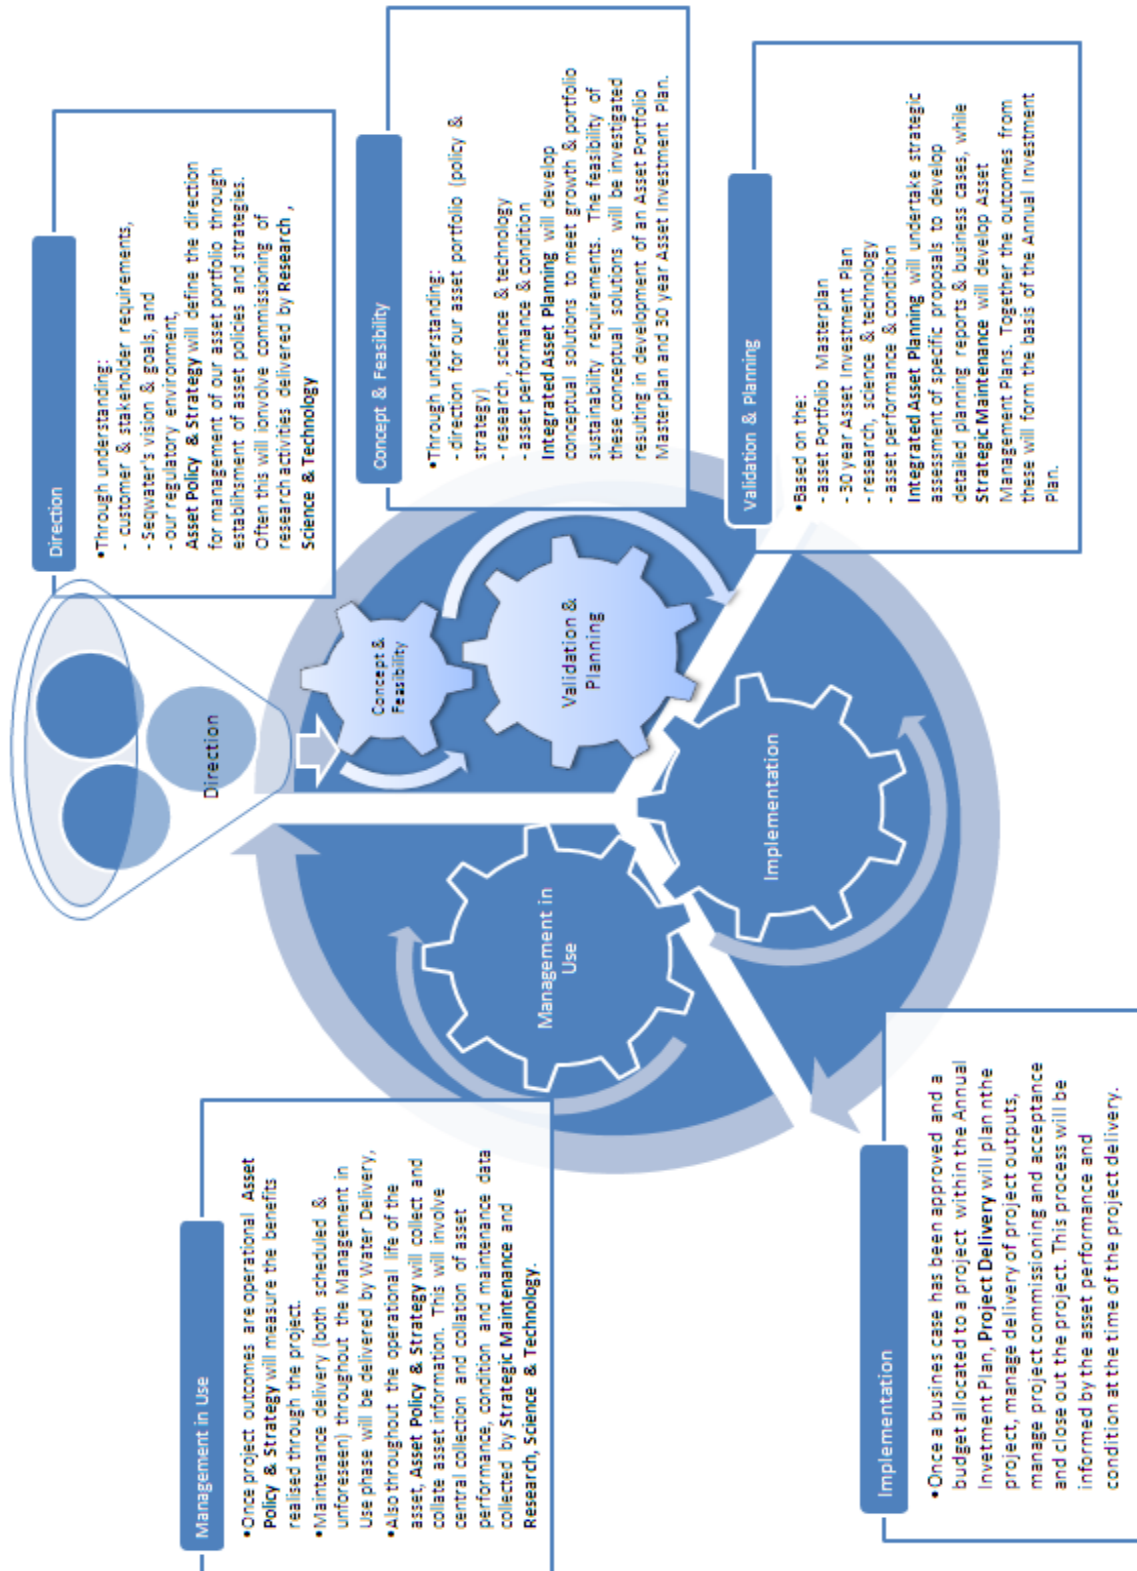 Direction
•Through understanding:
- customer & stakeholder requirements,
- Seqwater's vision & goals, and
- our regulatory environment,
Asset Policy & Strategy will define the direction
for management of our asset portfolio through
establihsment of asset policies and strategies.
Often this will ionvolve commissioning of
research activities delivered by Research ,
Science & Technology
Concept & Feasibility
•Through understanding:
- direction for our asset portfolio (policy &
strategy)
- research , science & technology
- asset performance & condition
Integrated Asset Planning will develop
conceptual solutions to meet growth & portfolio
sustainability requirements. The feasibility of
these conceptual solutions will be investigated
resulting in development of an Asset Portfolio
Masterplan and 30 year Asset Investment Plan.
Validation & Planning
•Based on the:
- asset Portfolio Masterplan
- 30 year Asset Investment Plan
- research, science & technology
- asset performance & condition
Integrated Asset Planning will undertake strategic
assessment of specific proposals to develop
detailed planning reports & business cases, while
Strategic Maintenance will develop Asset
Management Plans. Together the outcomes from
these will form the basis of the Annual Investment
Plan.
Direction
Concept &
Feasibility
Validation &
Planning
Implementation
Management in
Use
Management in Use
•Once project outcomes are operational Asset
Policy & Strategy will measure the benefits
realised through the project.
•Maintenance delivery (both scheduled &
unforeseen) throughout the Management in
Use phase will be delivered by Water Delivery,
•Also throughout the operational life of the
asset, Asset Policy & Strategy will collect and
collate asset information. This will involve
central collection and collation of asset
performance, condition and maintenance data
collected by Strategic Maintenance and
Research, Science & Technology.
Implementation
•Once a busines case has been approved and a
budget allocated to a project within the Annual
Invetment Plan, Project Delivery will plan nthe
project, manage delivery of project outputs,
manage project commissioning and acceptance
and close out the project. This process will be
informed by the asset performance and
condition at the time of the project delivery.